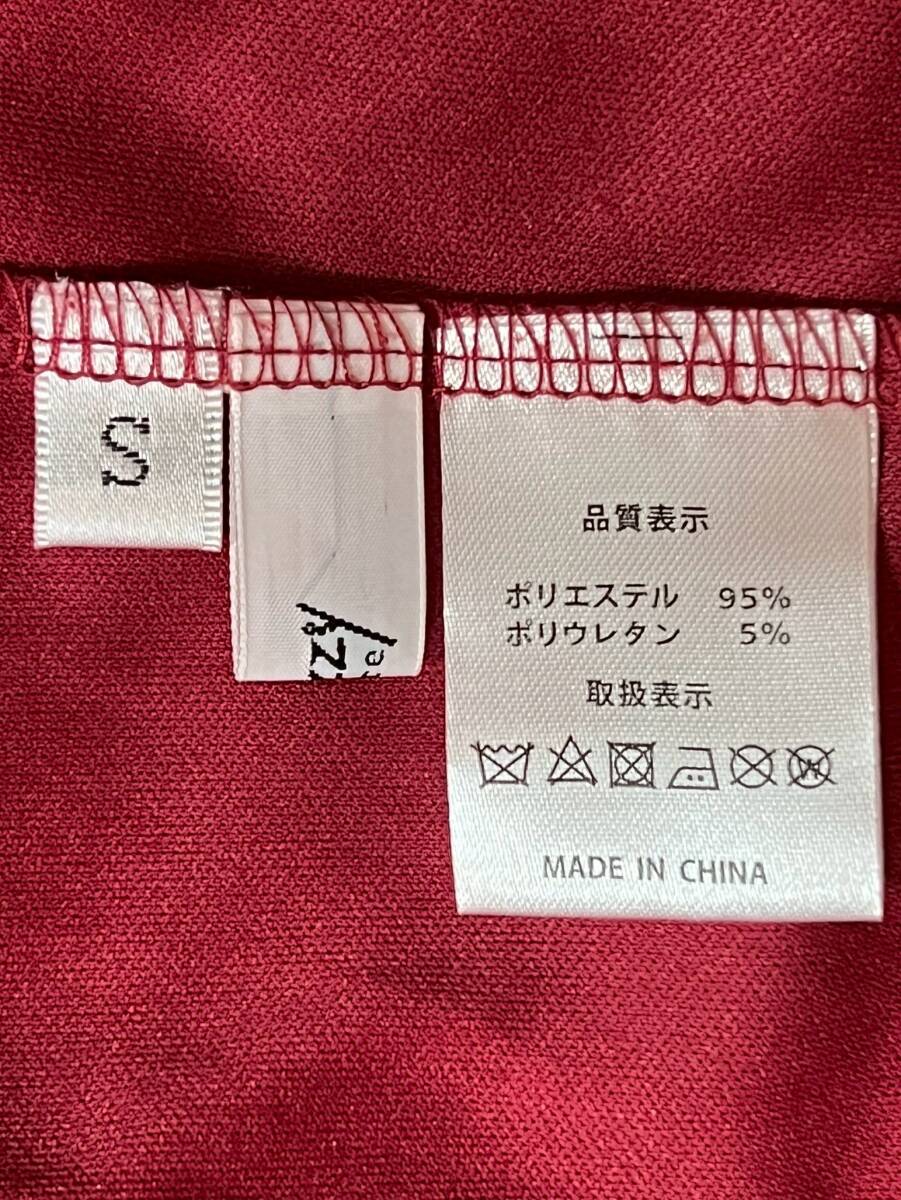 S
品質表示
ポリエステル 95%
ポリウレタン 5%
取扱表示
MADE IN CHINA